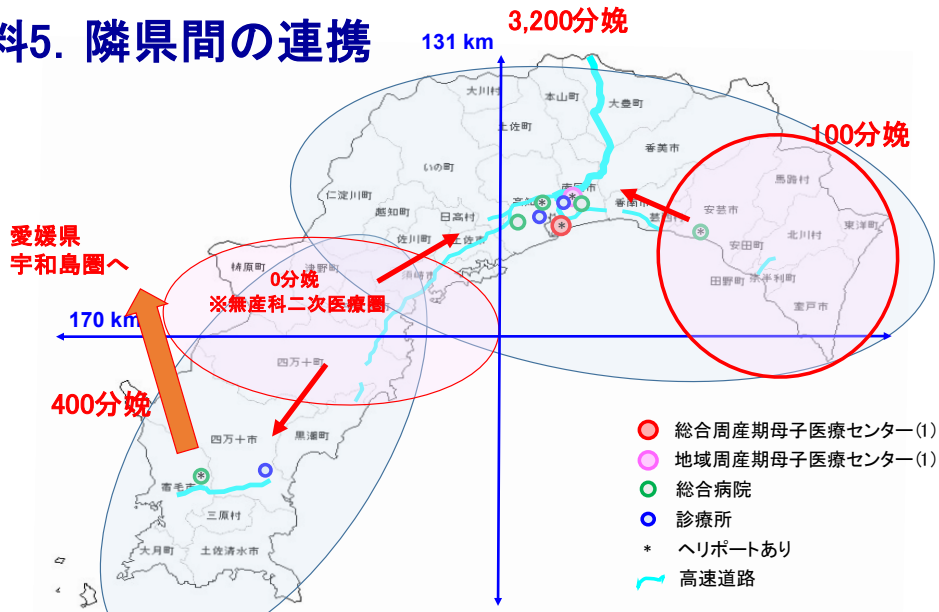 料5. 隣県間の連携
131 km
3,200分娩
大川村
本山町
大豊町
土佐町
香美市
100分娩
馬路村
いの町
仁淀川町
越知町
日高村
佐川町
土佐市
香南市
安芸市
北川村
東洋町
安田町
田野町
奈半利町
室戸市
愛媛県
宇和島圏へ
梼原町
津野町
須崎市
0分娩
※無産科二次医療圏
170 km
四万十町
400分娩
四万十市
黒潮町
宿毛市
三原村
大月町
土佐清水市
総合周産期母子医療センター(1)
地域周産期母子医療センター(1)
総合病院
診療所
* ヘリポートあり
高速道路